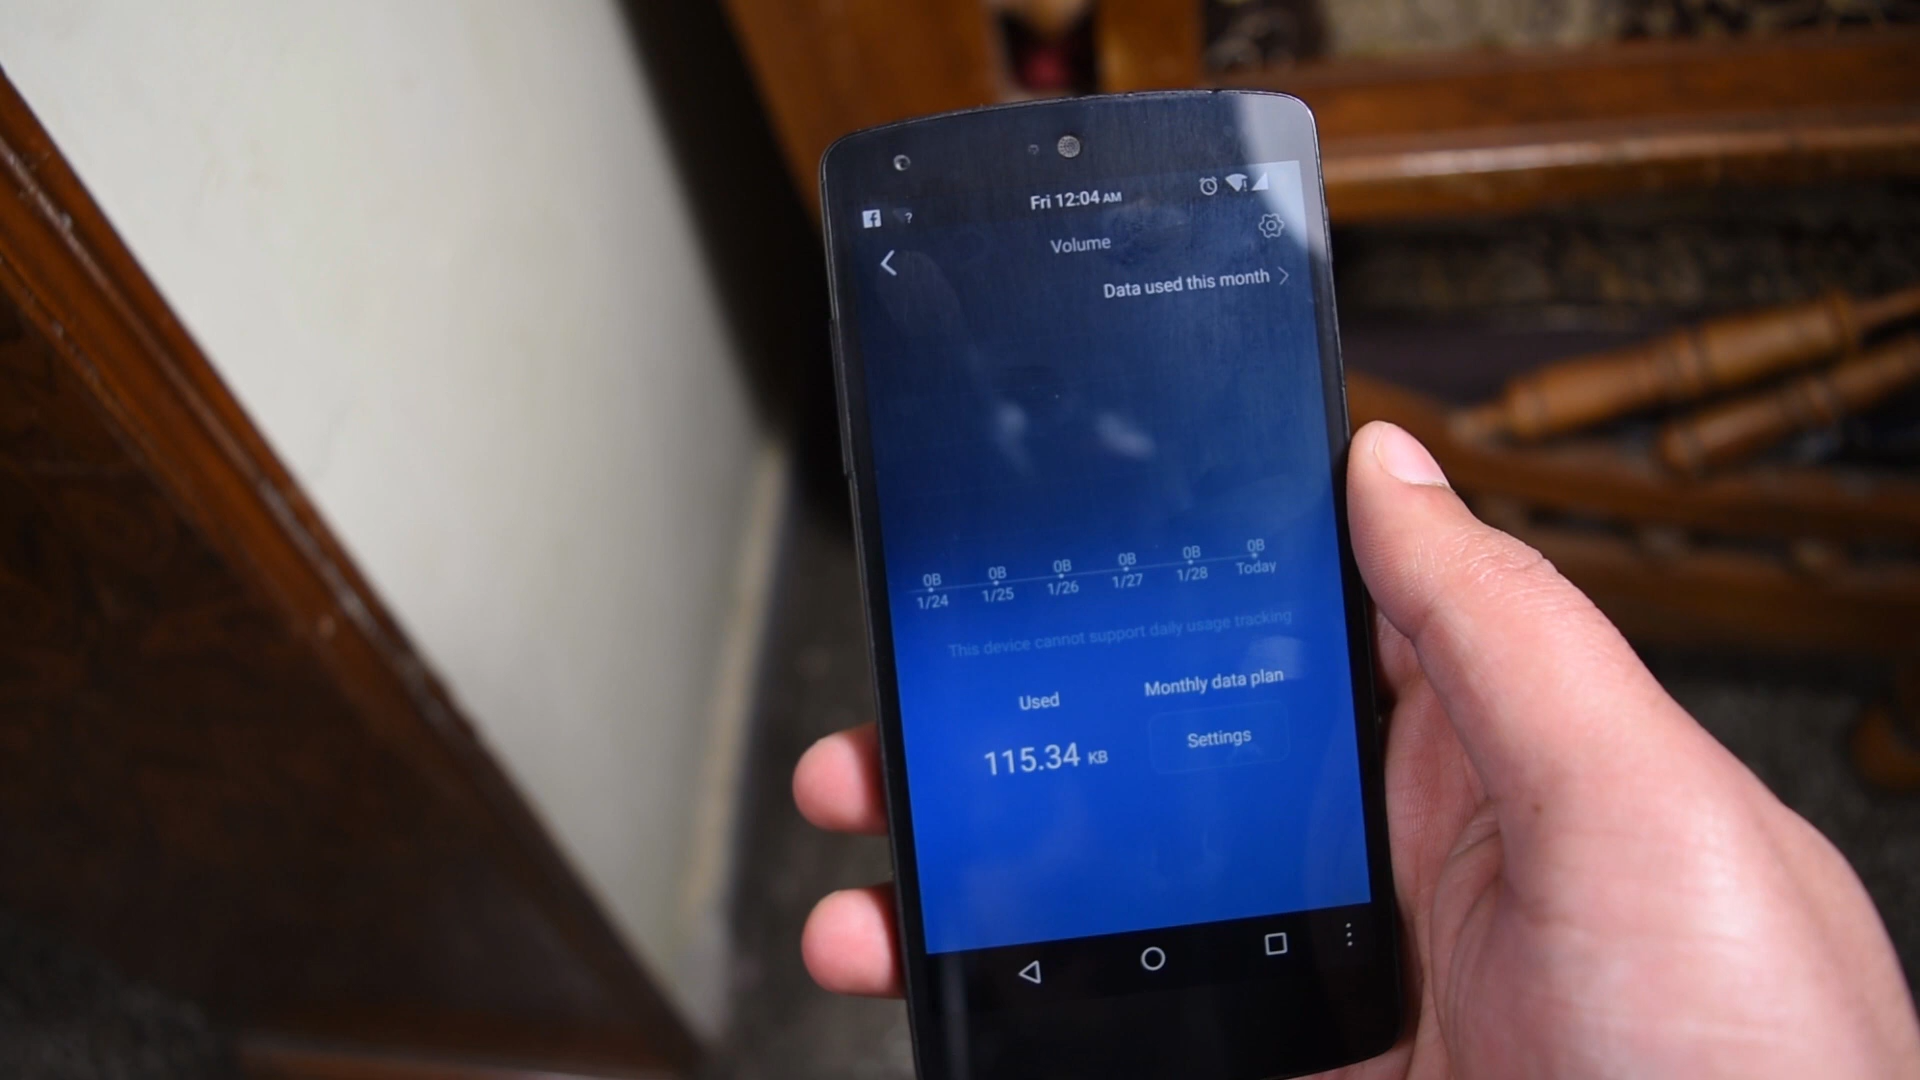 Fri 12:04 AM
?
Volume
Data used this month
0B 0B 0B 0B 0B 0B
1/24 1/25 1/26 1/27 1/28 Today
This device cannot support daily usage tracking
Used
Monthly data plan
115.34 KB
Settings